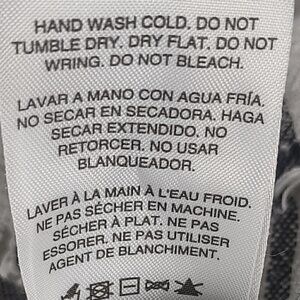 HAND WASH COLD. DO NOT
TUMBLE DRY. DRY FLAT. DO NOT
WRING. DO NOT BLEACH.
LAVAR A MANO CON AGUA FRÍA.
NO SECAR EN SECADORA. HAGA
SECAR EXTENDIDO. NO
RETORCER. NO USAR
BLANQUEADOR.
LAVER À LA MAIN À L'EAU FROID.
NE PAS SÉCHER EN MACHINE.
SÉCHER À PLAT. NE PAS
ESSORER. NE PAS UTILISER
AGENT DE BLANCHIMENT.